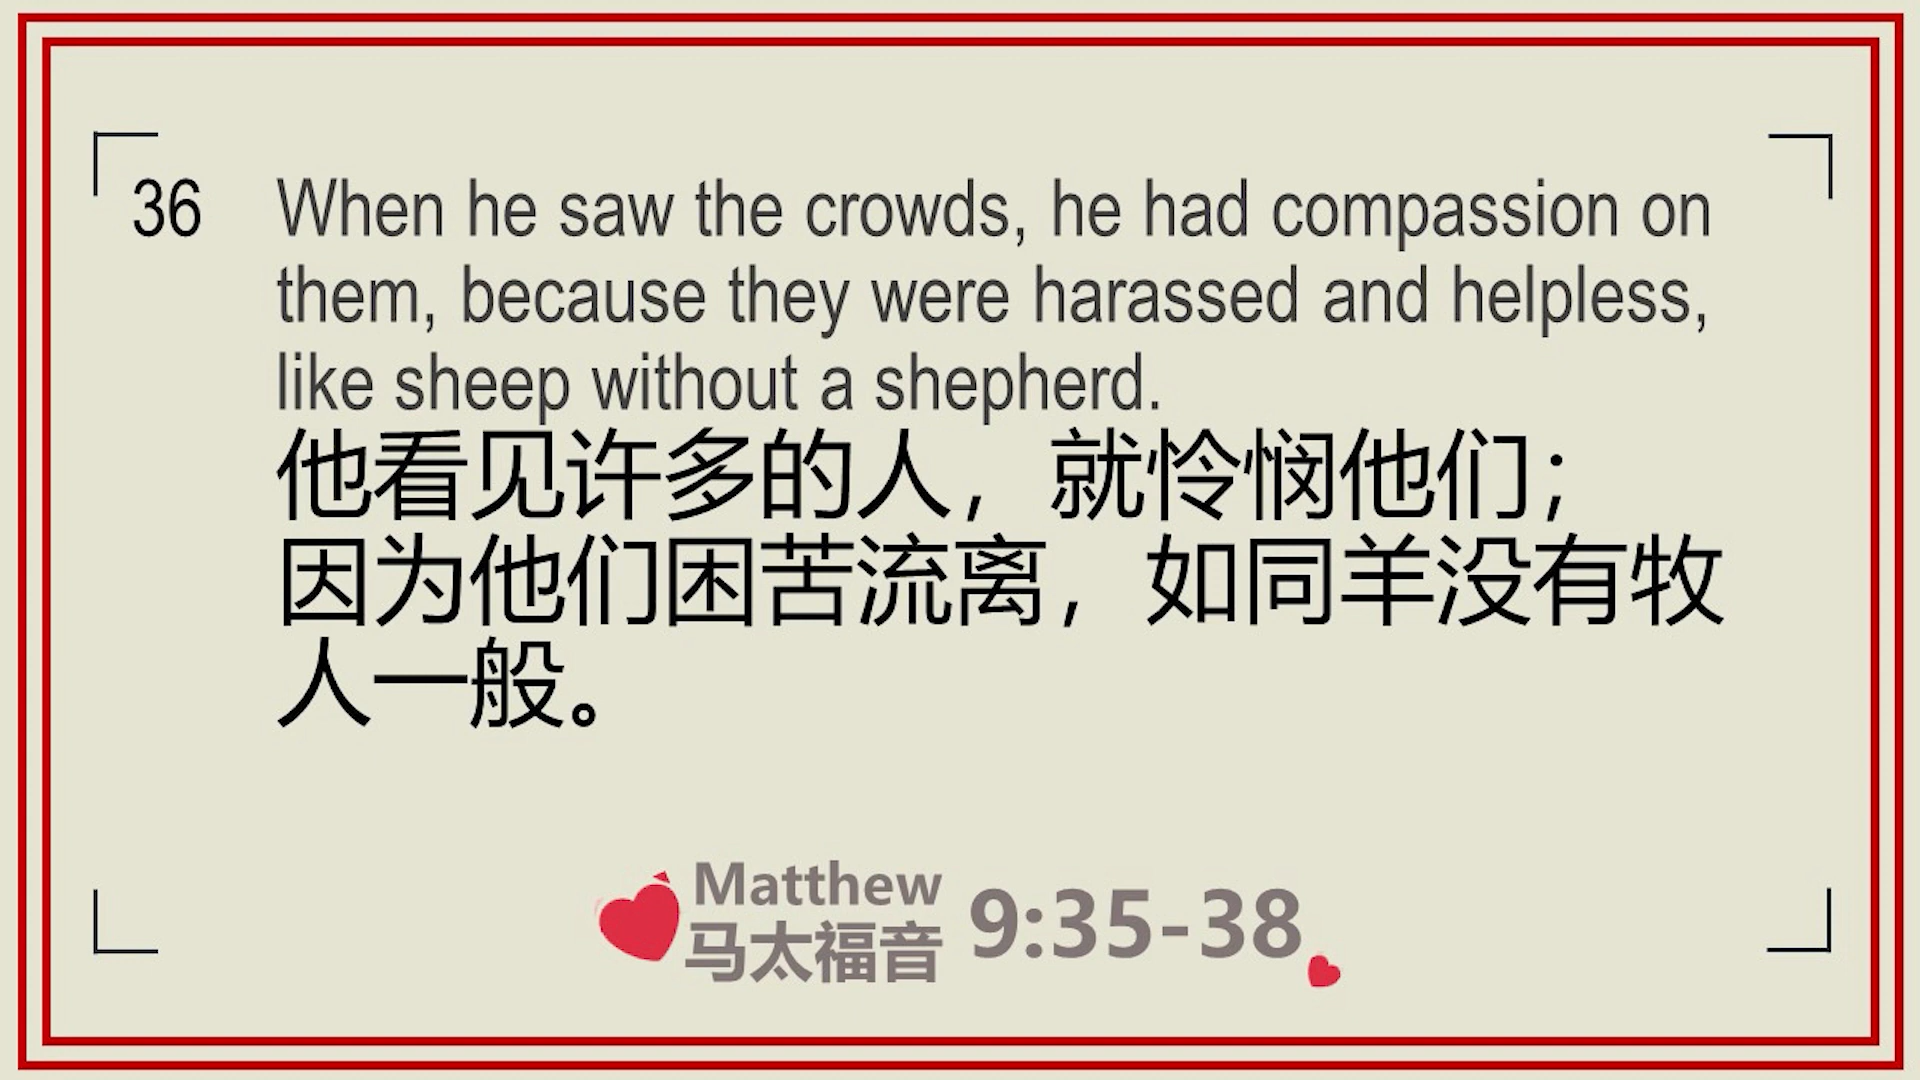 36 When he saw the crowds, he had compassion on
them, because they were harassed and helpless,
like sheep without a shepherd.
他看见许多的人，就怜悯他们；
因为他们困苦流离，如同羊没有牧
人一般。
Matthew
马太福音 9:35-38